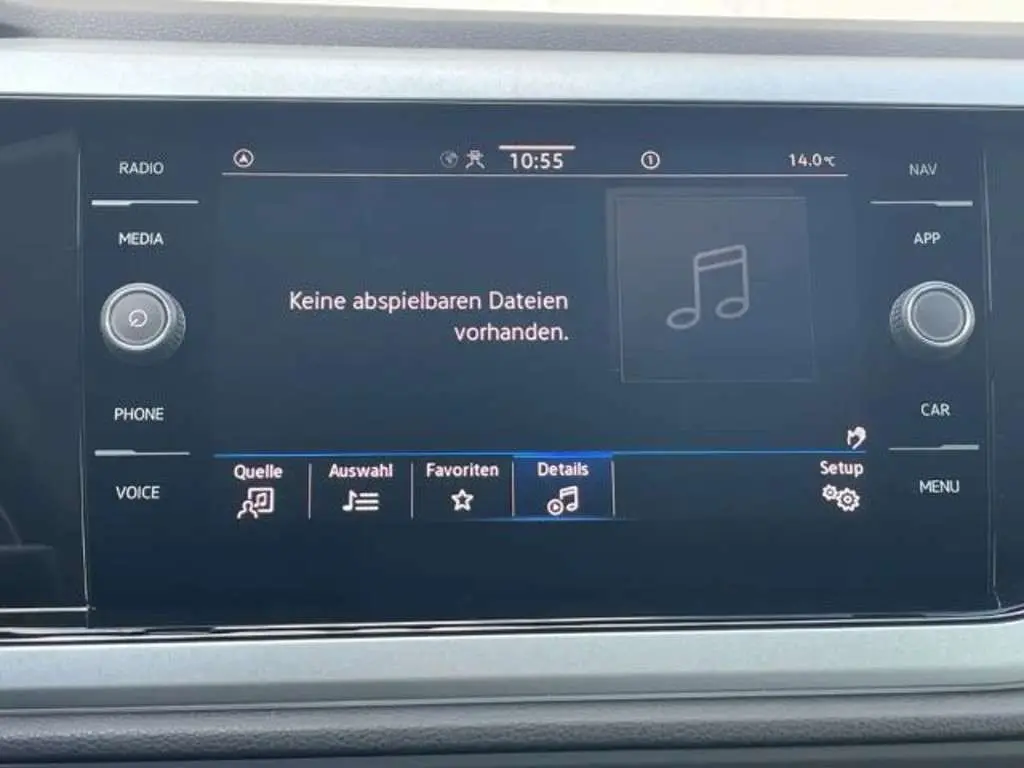 RADIO
MEDIA
PHONE
VOICE
10:55
1
14.0°C
Keine abspielbaren Dateien
vorhanden.
Quelle
Auswahl
Favoriten
Details
Setup
NAV
APP
CAR
MENU